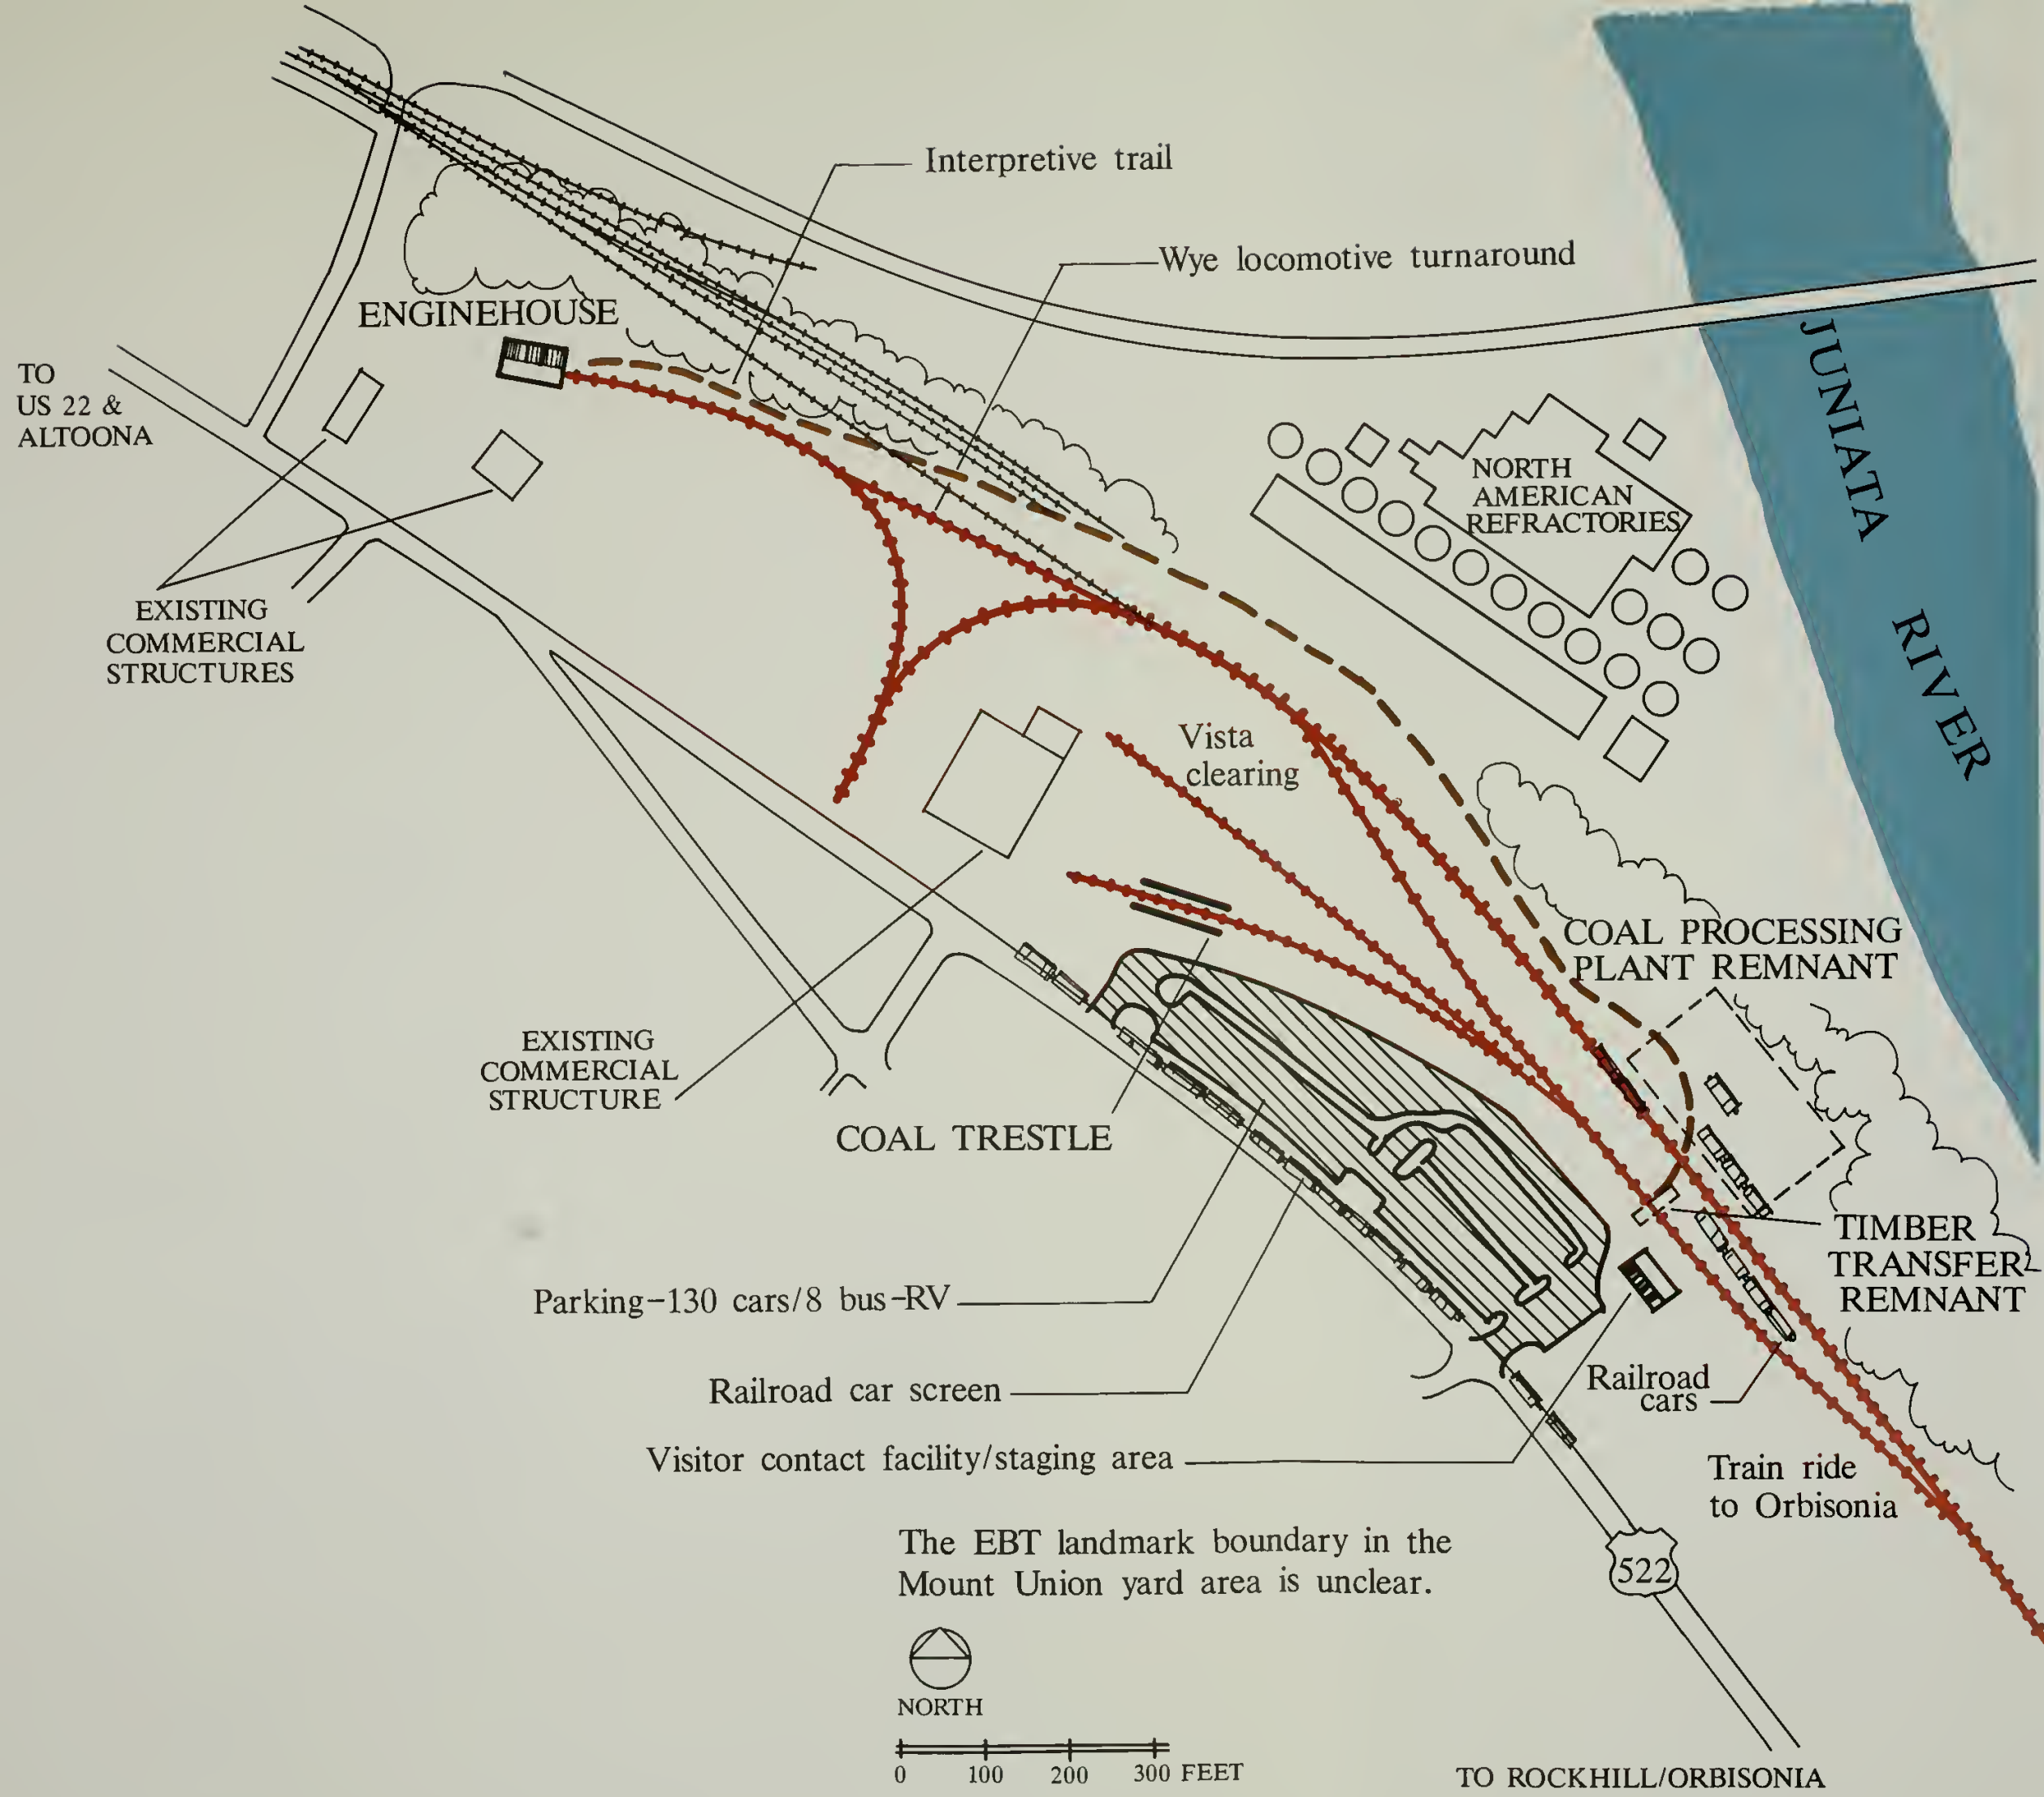 Interpretive trail
Wye locomotive turnaround
ENGINEHOUSE
JUNIATA RIVER
TO
US 22 &
ALTOONA
NORTH
AMERICAN
REFRACTORIES
EXISTING
COMMERCIAL
STRUCTURES
Vista
clearing
COAL PROCESSING
PLANT REMNANT
EXISTING
COMMERCIAL
STRUCTURE
COAL TRESTLE
TIMBER
TRANSFER
REMNANT
Parking-130 cars/8 bus-RV
Railroad car screen
Railroad
cars
Visitor contact facility/staging area
Train ride
to Orbisonia
The EBT landmark boundary in the
Mount Union yard area is unclear.
522
NORTH
0 100 200 300 FEET
TO ROCKHILL/ORBISONIA